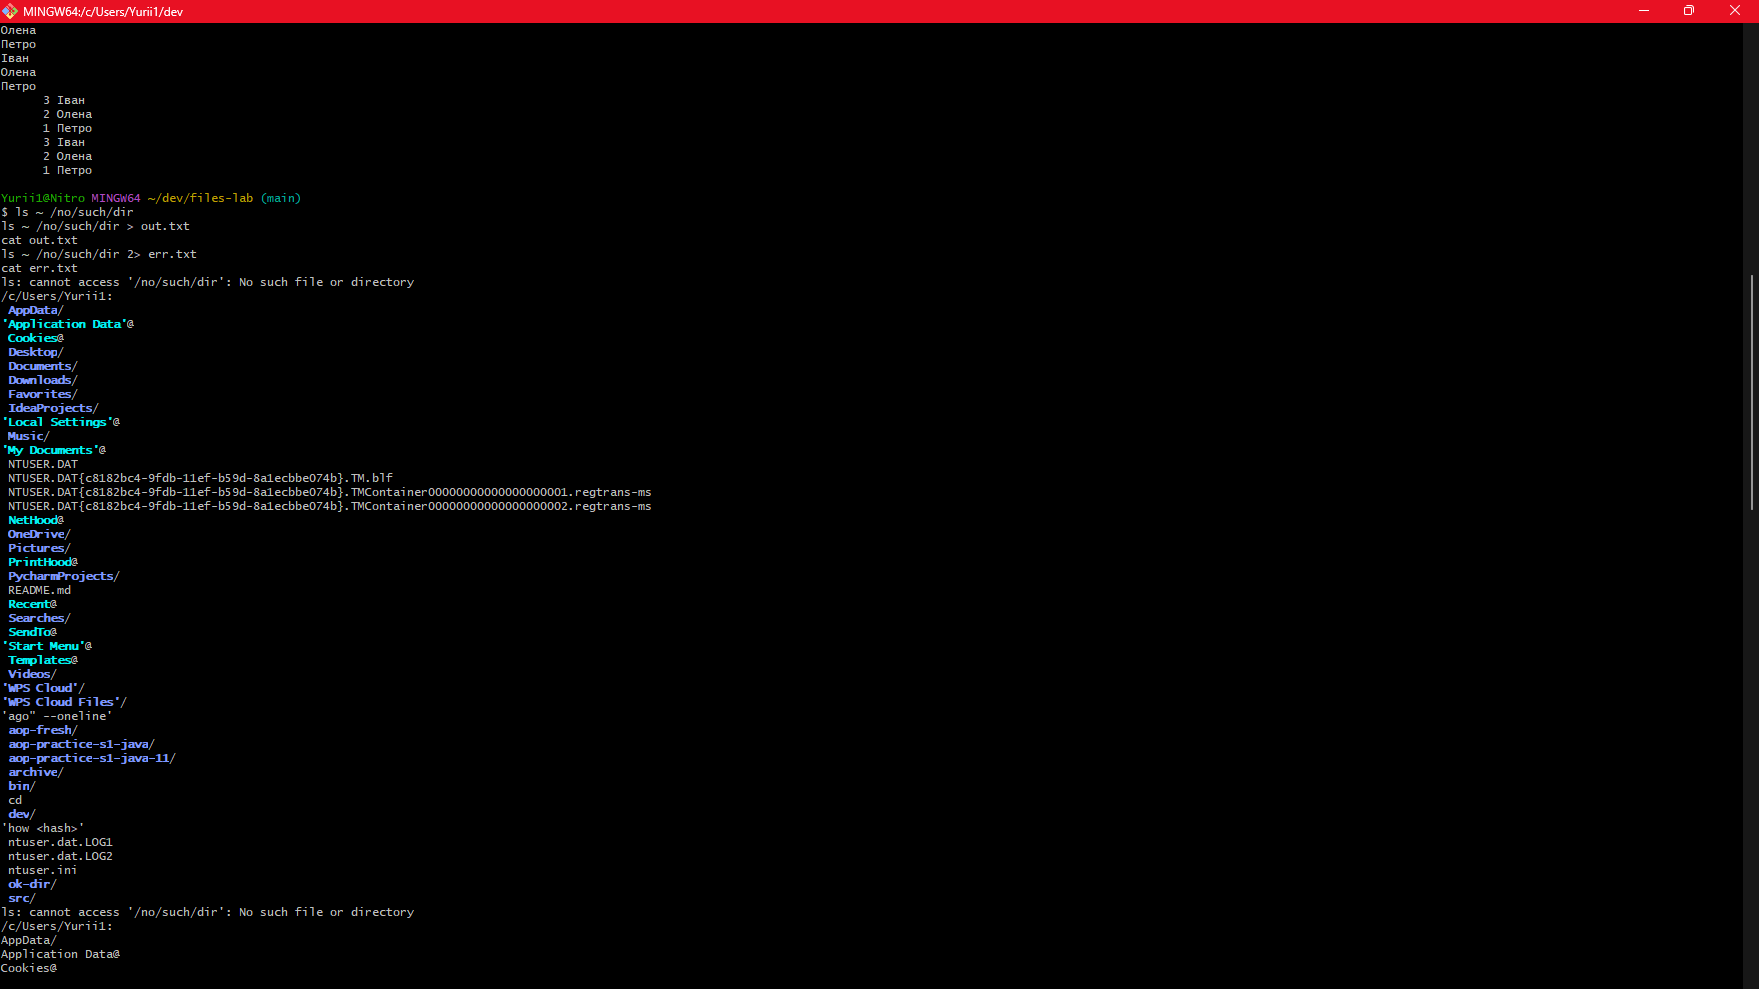 MINGW64:/c/Users/Yurii1/dev
Олена
Петро
Іван
Олена
Петро
3 Іван
2 Олена
1 Петро
3 Іван
2 Олена
1 Петро
Yurii1@Nitro MINGW64 ~/dev/files-lab (main)
$ ls ~ /no/such/dir
ls ~ /no/such/dir > out.txt
cat out.txt
ls ~ /no/such/dir 2> err.txt
cat err.txt
ls: cannot access '/no/such/dir': No such file or directory
/c/Users/Yurii1:
AppData/
'Application Data'@
Cookies@
Desktop/
Documents/
Downloads/
Favorites/
IdeaProjects/
'Local Settings'@
Music/
'My Documents'@
NTUSER.DAT
NTUSER.DAT{c8182bc4-9fdb-11ef-b59d-8a1ecbbe074b}.TM.blf
NTUSER.DAT{c8182bc4-9fdb-11ef-b59d-8a1ecbbe074b}.TMContainer00000000000000000001.regtrans-ms
NTUSER.DAT{c8182bc4-9fdb-11ef-b59d-8a1ecbbe074b}.TMContainer00000000000000000002.regtrans-ms
NetHood@
OneDrive/
Pictures/
PrintHood@
PycharmProjects/
README.md
Recent@
Searches/
SendTo@
'Start Menu'@
Templates@
Videos/
'WPS Cloud'/
'WPS Cloud Files'/
'ago" --oneline'
aop-fresh/
aop-practice-s1-java/
aop-practice-s1-java-11/
archive/
bin/
cd
dev/
'how <hash>'
ntuser.dat.LOG1
ntuser.dat.LOG2
ntuser.ini
ok-dir/
src/
ls: cannot access '/no/such/dir': No such file or directory
/c/Users/Yurii1:
AppData/
Application Data@
Cookies@